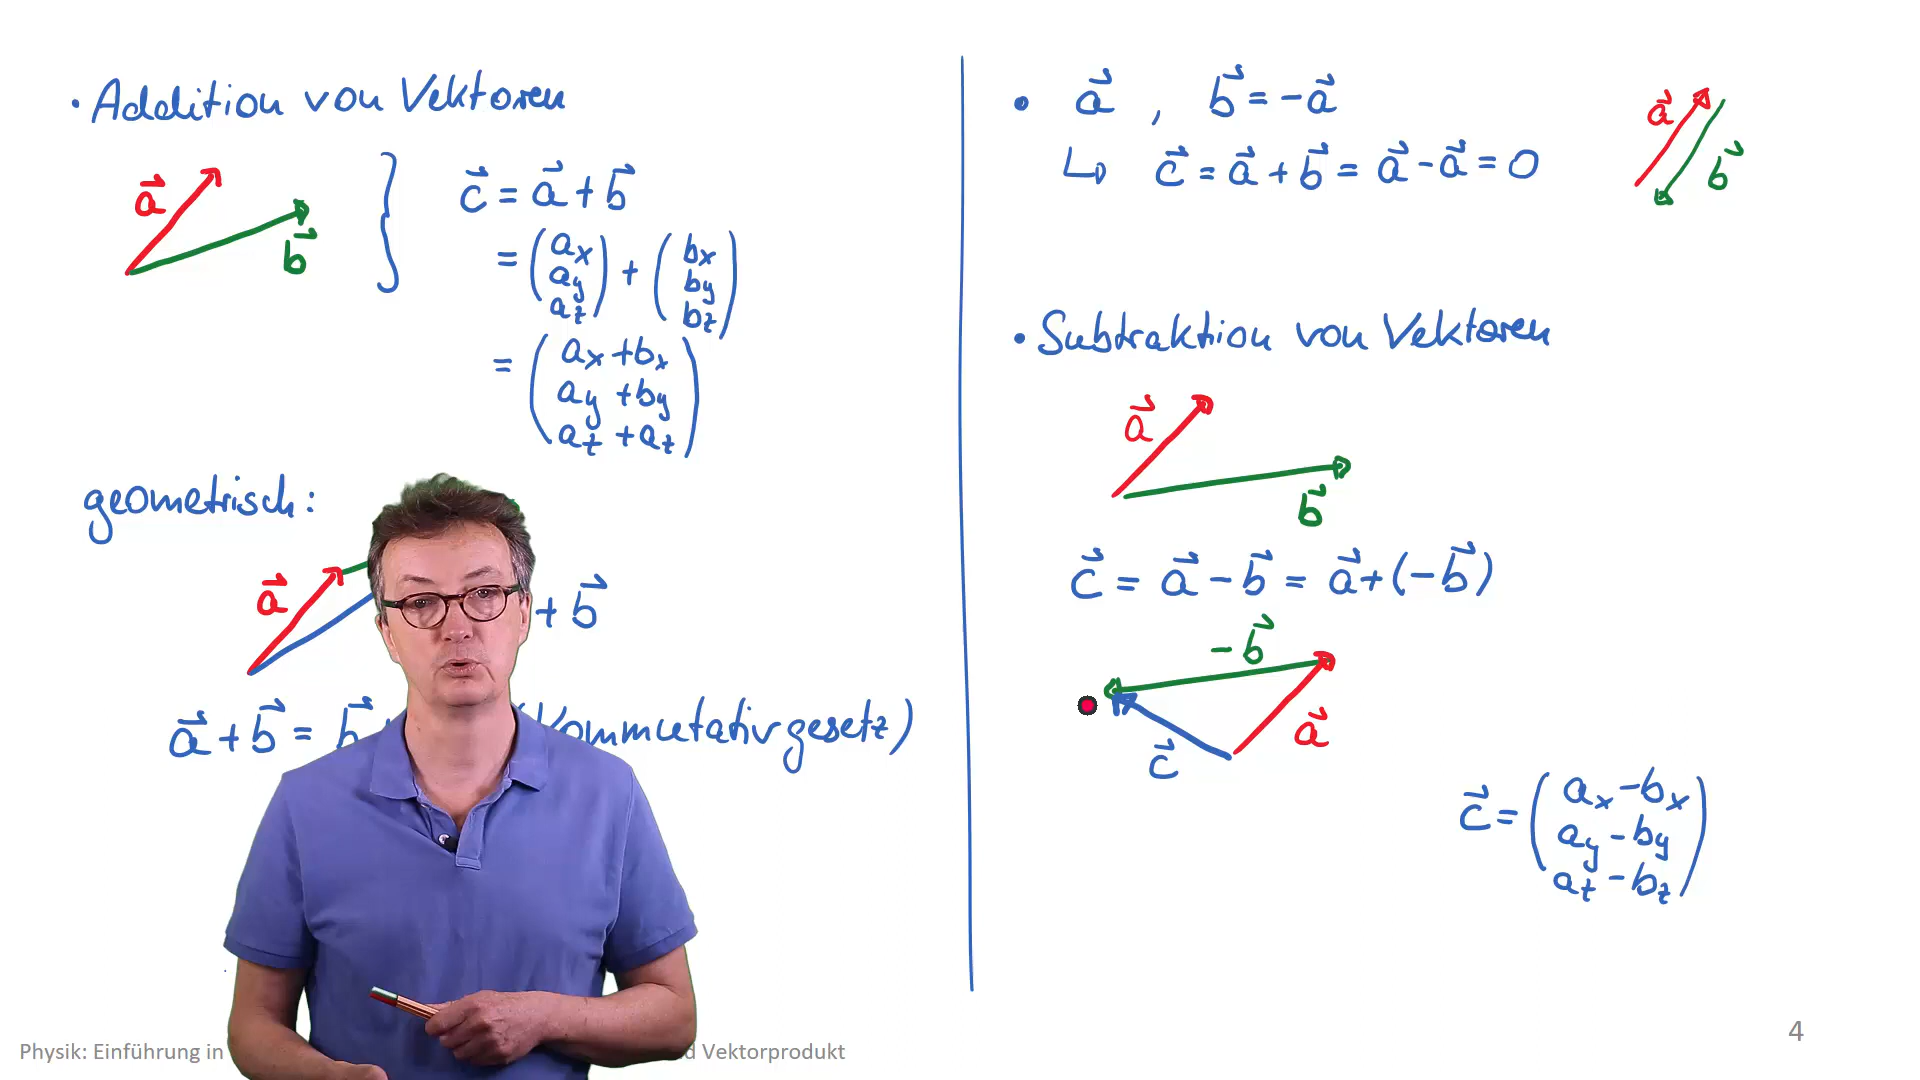 • Addition von Vektoren
a⃗
b⃗
c⃗ = a⃗ + b⃗
= (ax ay az) + (bx by bz)
= (ax + bx
ay + by
az + az)
geometrisch:
a⃗
+ b⃗
a⃗ + b⃗ = b⃗ (Kommutativgesetz)
• a⃗ , b⃗ = -a⃗
↳ c⃗ = a⃗ + b⃗ = a⃗ - a⃗ = 0
a⃗
b⃗
• Subtraktion von Vektoren
a⃗
b⃗
c⃗ = a⃗ - b⃗ = a⃗ + (-b⃗)
-b⃗
a⃗
c⃗
c⃗ = (ax - bx
ay - by
az - bz)
Physik: Einführung in d Vektorprodukt
4